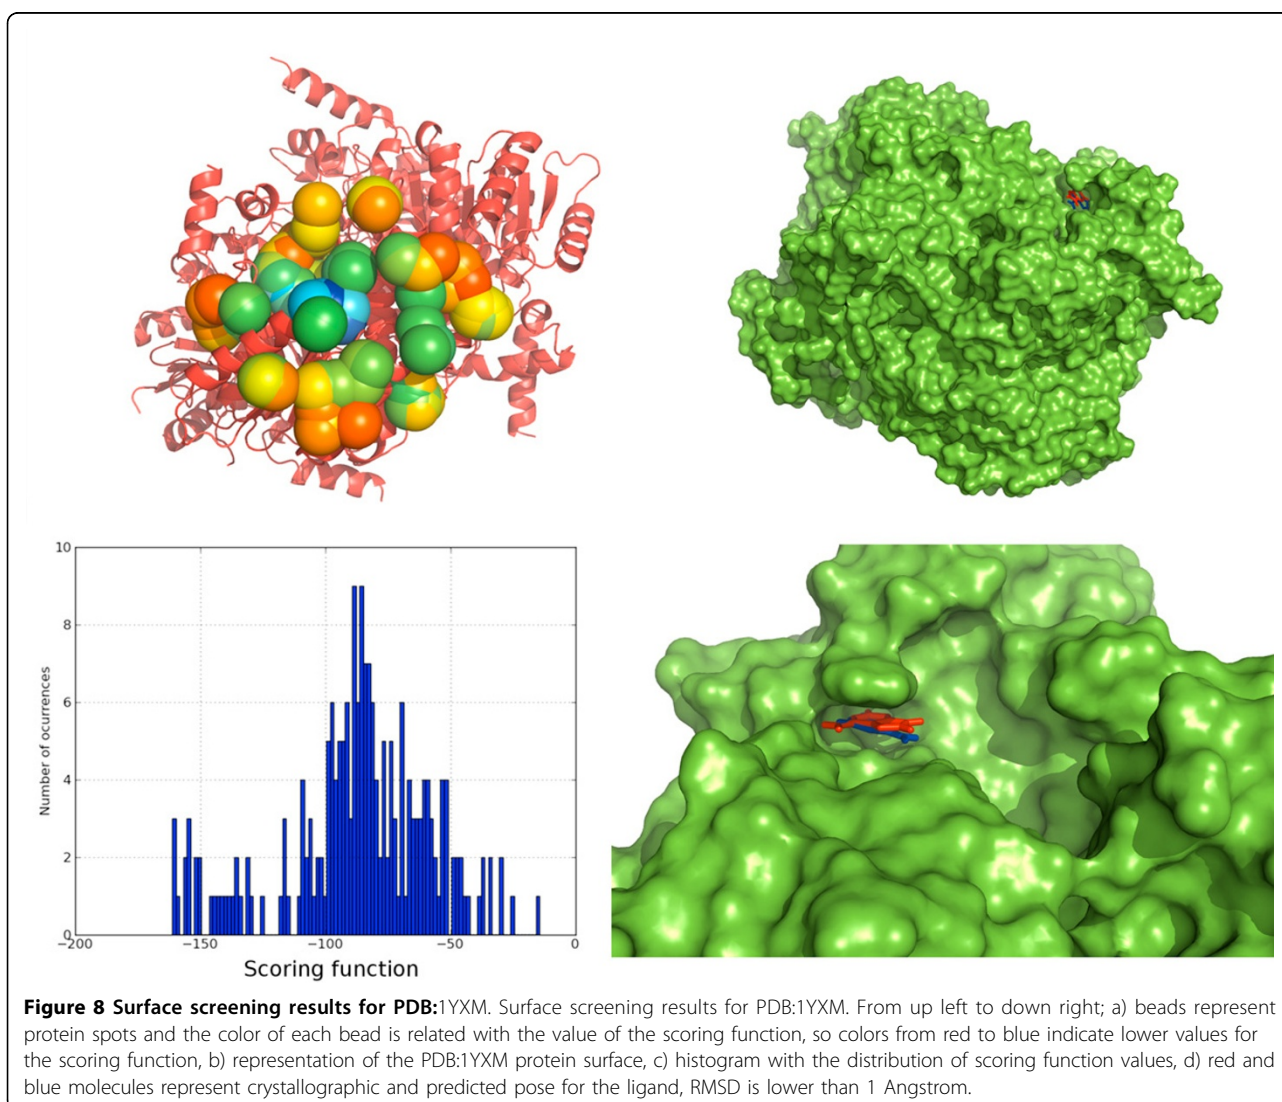 10
8
6
4
2
0
Number of ocurrences
−200
−150
−100
−50
0
Scoring function
Figure 8 Surface screening results for PDB:1YXM. Surface screening results for PDB:1YXM. From up left to down right; a) beads represent
protein spots and the color of each bead is related with the value of the scoring function, so colors from red to blue indicate lower values for
the scoring function, b) representation of the PDB:1YXM protein surface, c) histogram with the distribution of scoring function values, d) red and
blue molecules represent crystallographic and predicted pose for the ligand, RMSD is lower than 1 Angstrom.